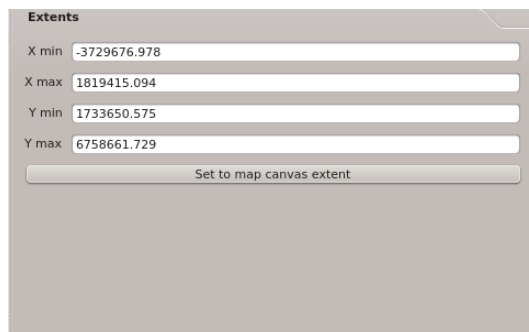 Extents
X min -3729676.978
X max 1819415.094
Y min 1733650.575
Y max 6758661.729
Set to map canvas extent